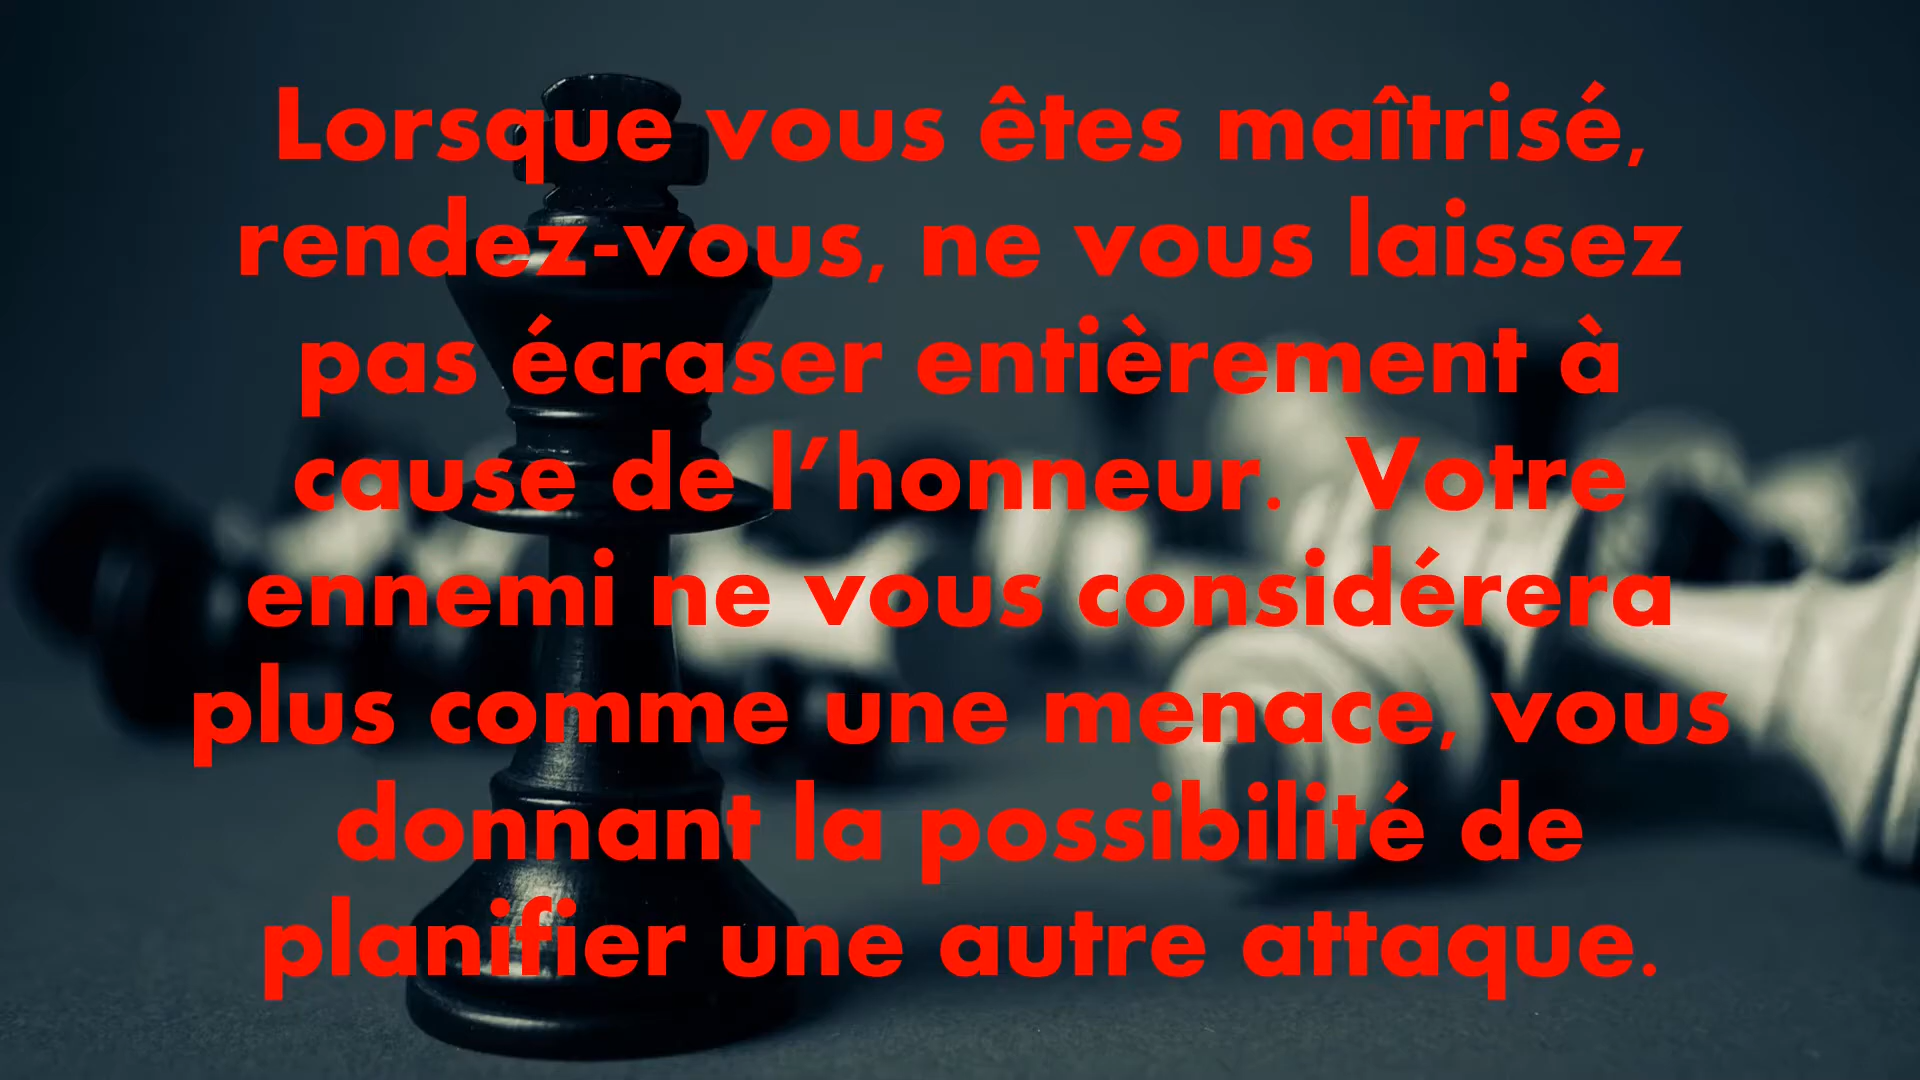 Lorsque vous êtes maîtrisé,
rendez-vous, ne vous laissez
pas écraser entièrement à
cause de l’honneur.  Votre
ennemi ne vous considérera
plus comme une menace, vous
donnant la possibilité de
planifier une autre attaque.